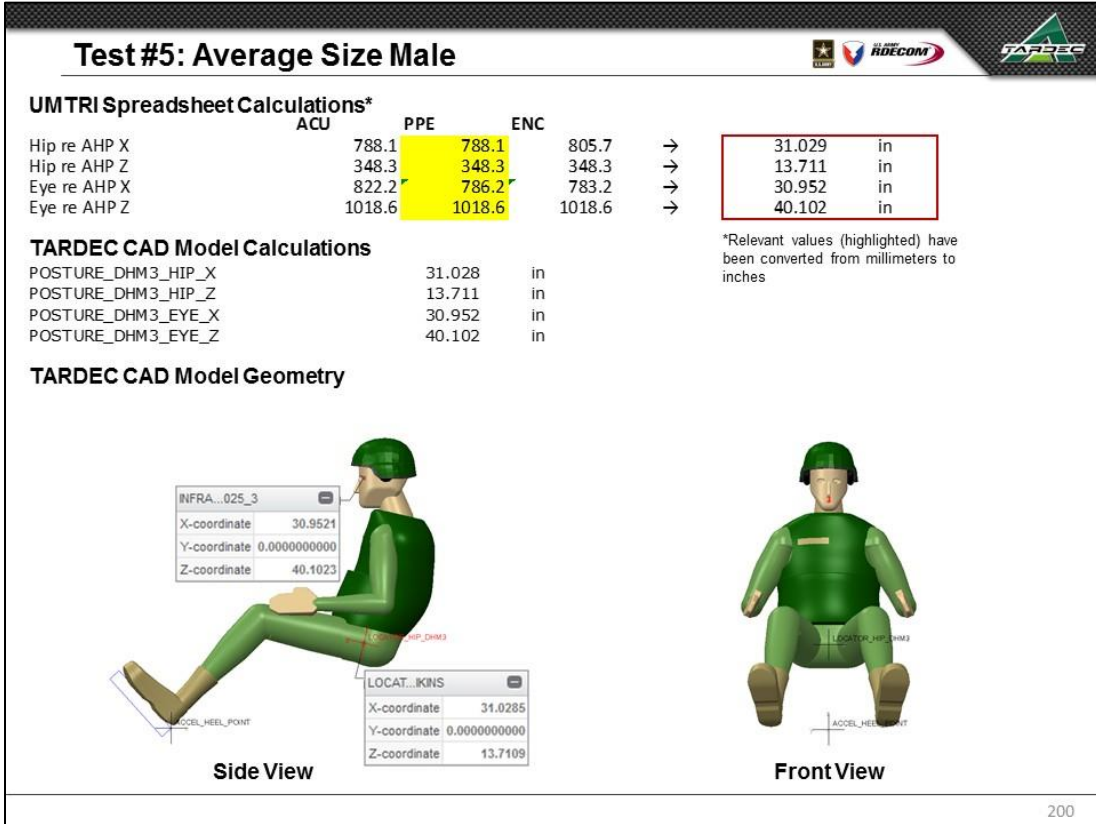 Test #5: Average Size Male
U.S. ARMY
U.S. ARMY RDECOM
TARDEC
UMTRI Spreadsheet Calculations*
ACU PPE ENC
Hip re AHP X 788.1 788.1 805.7 → 31.029 in
Hip re AHP Z 348.3 348.3 348.3 → 13.711 in
Eye re AHP X 822.2 786.2 783.2 → 30.952 in
Eye re AHP Z 1018.6 1018.6 1018.6 → 40.102 in
*Relevant values (highlighted) have
been converted from millimeters to
inches
TARDEC CAD Model Calculations
POSTURE_DHM3_HIP_X 31.028 in
POSTURE_DHM3_HIP_Z 13.711 in
POSTURE_DHM3_EYE_X 30.952 in
POSTURE_DHM3_EYE_Z 40.102 in
TARDEC CAD Model Geometry
INFRA...025_3
X-coordinate 30.9521
Y-coordinate 0.0000000000
Z-coordinate 40.1023
LOCATOR_HIP_DHM3
LOCAT...IKINS
X-coordinate 31.0285
Y-coordinate 0.0000000000
Z-coordinate 13.7109
ACCEL_HEEL_POINT
Side View
LOCATOR_HIP_DHM3
ACCEL_HEEL_POINT
Front View
200